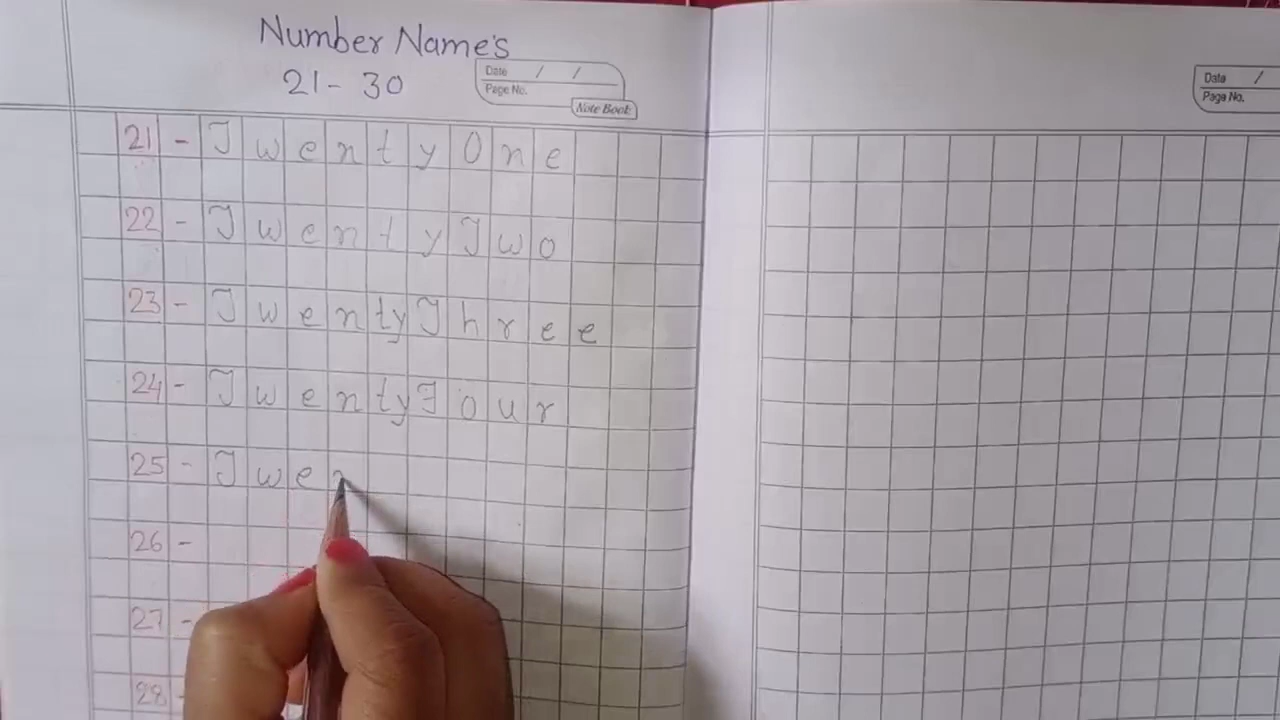 Number Name's
21 - 30
Date / /
Page No.
Note Book
Date /
Page No.
21 - Twenty One
22 - Twenty Two
23 - Twenty Three
24 - Twenty Four
25 - Twen
26 -
27 -
28 -